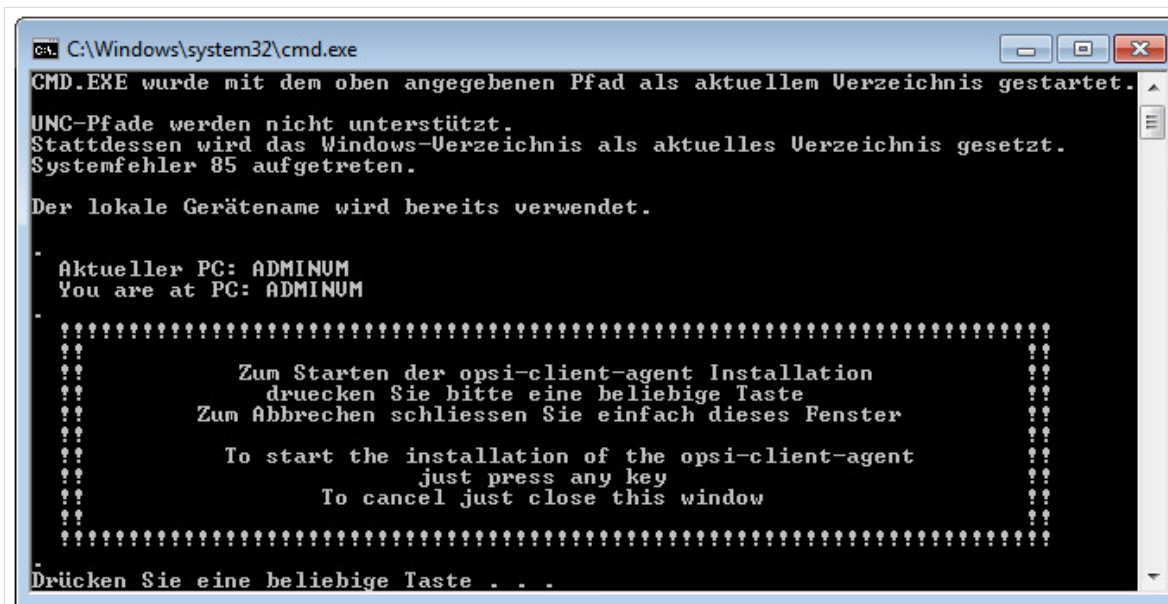 C:\Windows\system32\cmd.exe
CMD.EXE wurde mit dem oben angegebenen Pfad als aktuellem Verzeichnis gestartet.
UNC-Pfade werden nicht unterstützt.
Stattdessen wird das Windows-Verzeichnis als aktuelles Verzeichnis gesetzt.
Systemfehler 85 aufgetreten.
Der lokale Gerätename wird bereits verwendet.
.
Aktueller PC: ADMINVM
You are at PC: ADMINVM
.
!!!!!!!!!!!!!!!!!!!!!!!!!!!!!!!!!!!!!!!!!!!!!!!!!!!!!!!!!!!!!!!!!!!!!!!!
!! !!
!! Zum Starten der opsi-client-agent Installation !!
!! druecken Sie bitte eine beliebige Taste !!
!! Zum Abbrechen schliessen Sie einfach dieses Fenster !!
!! !!
!! To start the installation of the opsi-client-agent !!
!! just press any key !!
!! To cancel just close this window !!
!! !!
!!!!!!!!!!!!!!!!!!!!!!!!!!!!!!!!!!!!!!!!!!!!!!!!!!!!!!!!!!!!!!!!!!!!!!!!
.
Drücken Sie eine beliebige Taste . . .